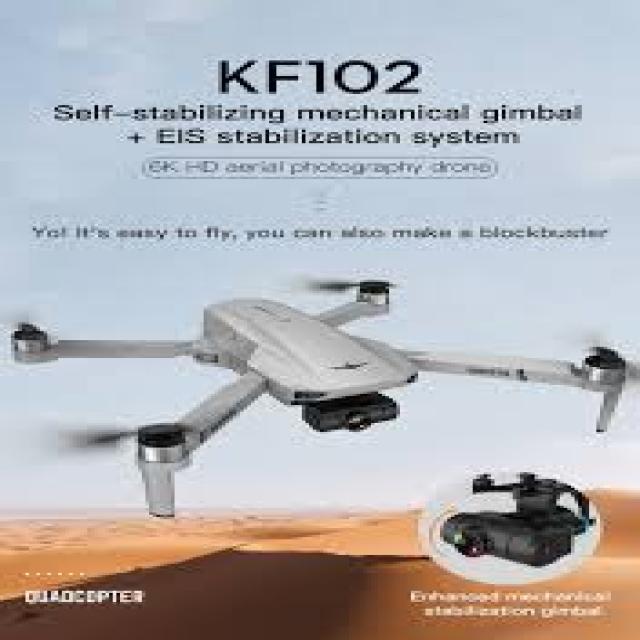 KF102
Self-stabilizing mechanical gimbal
+ EIS stabilization system
6K HD aerial photography drone
Yo! It's easy to fly, you can also make a blockbuster
QUADCOPTER
Enhanced mechanical
stabilization gimbal.